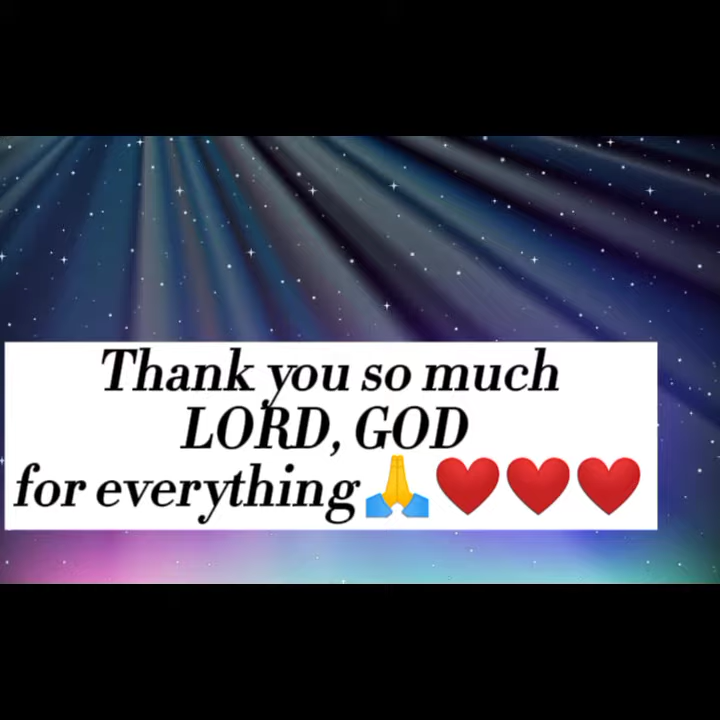 Thank you so much
LORD, GOD
for everything🙏❤️❤️❤️